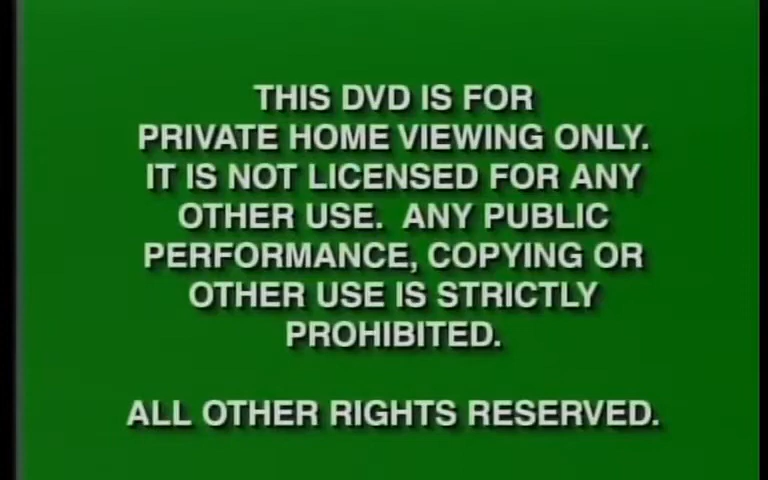 THIS DVD IS FOR
PRIVATE HOME VIEWING ONLY.
IT IS NOT LICENSED FOR ANY
OTHER USE.  ANY PUBLIC
PERFORMANCE, COPYING OR
OTHER USE IS STRICTLY
PROHIBITED.
ALL OTHER RIGHTS RESERVED.